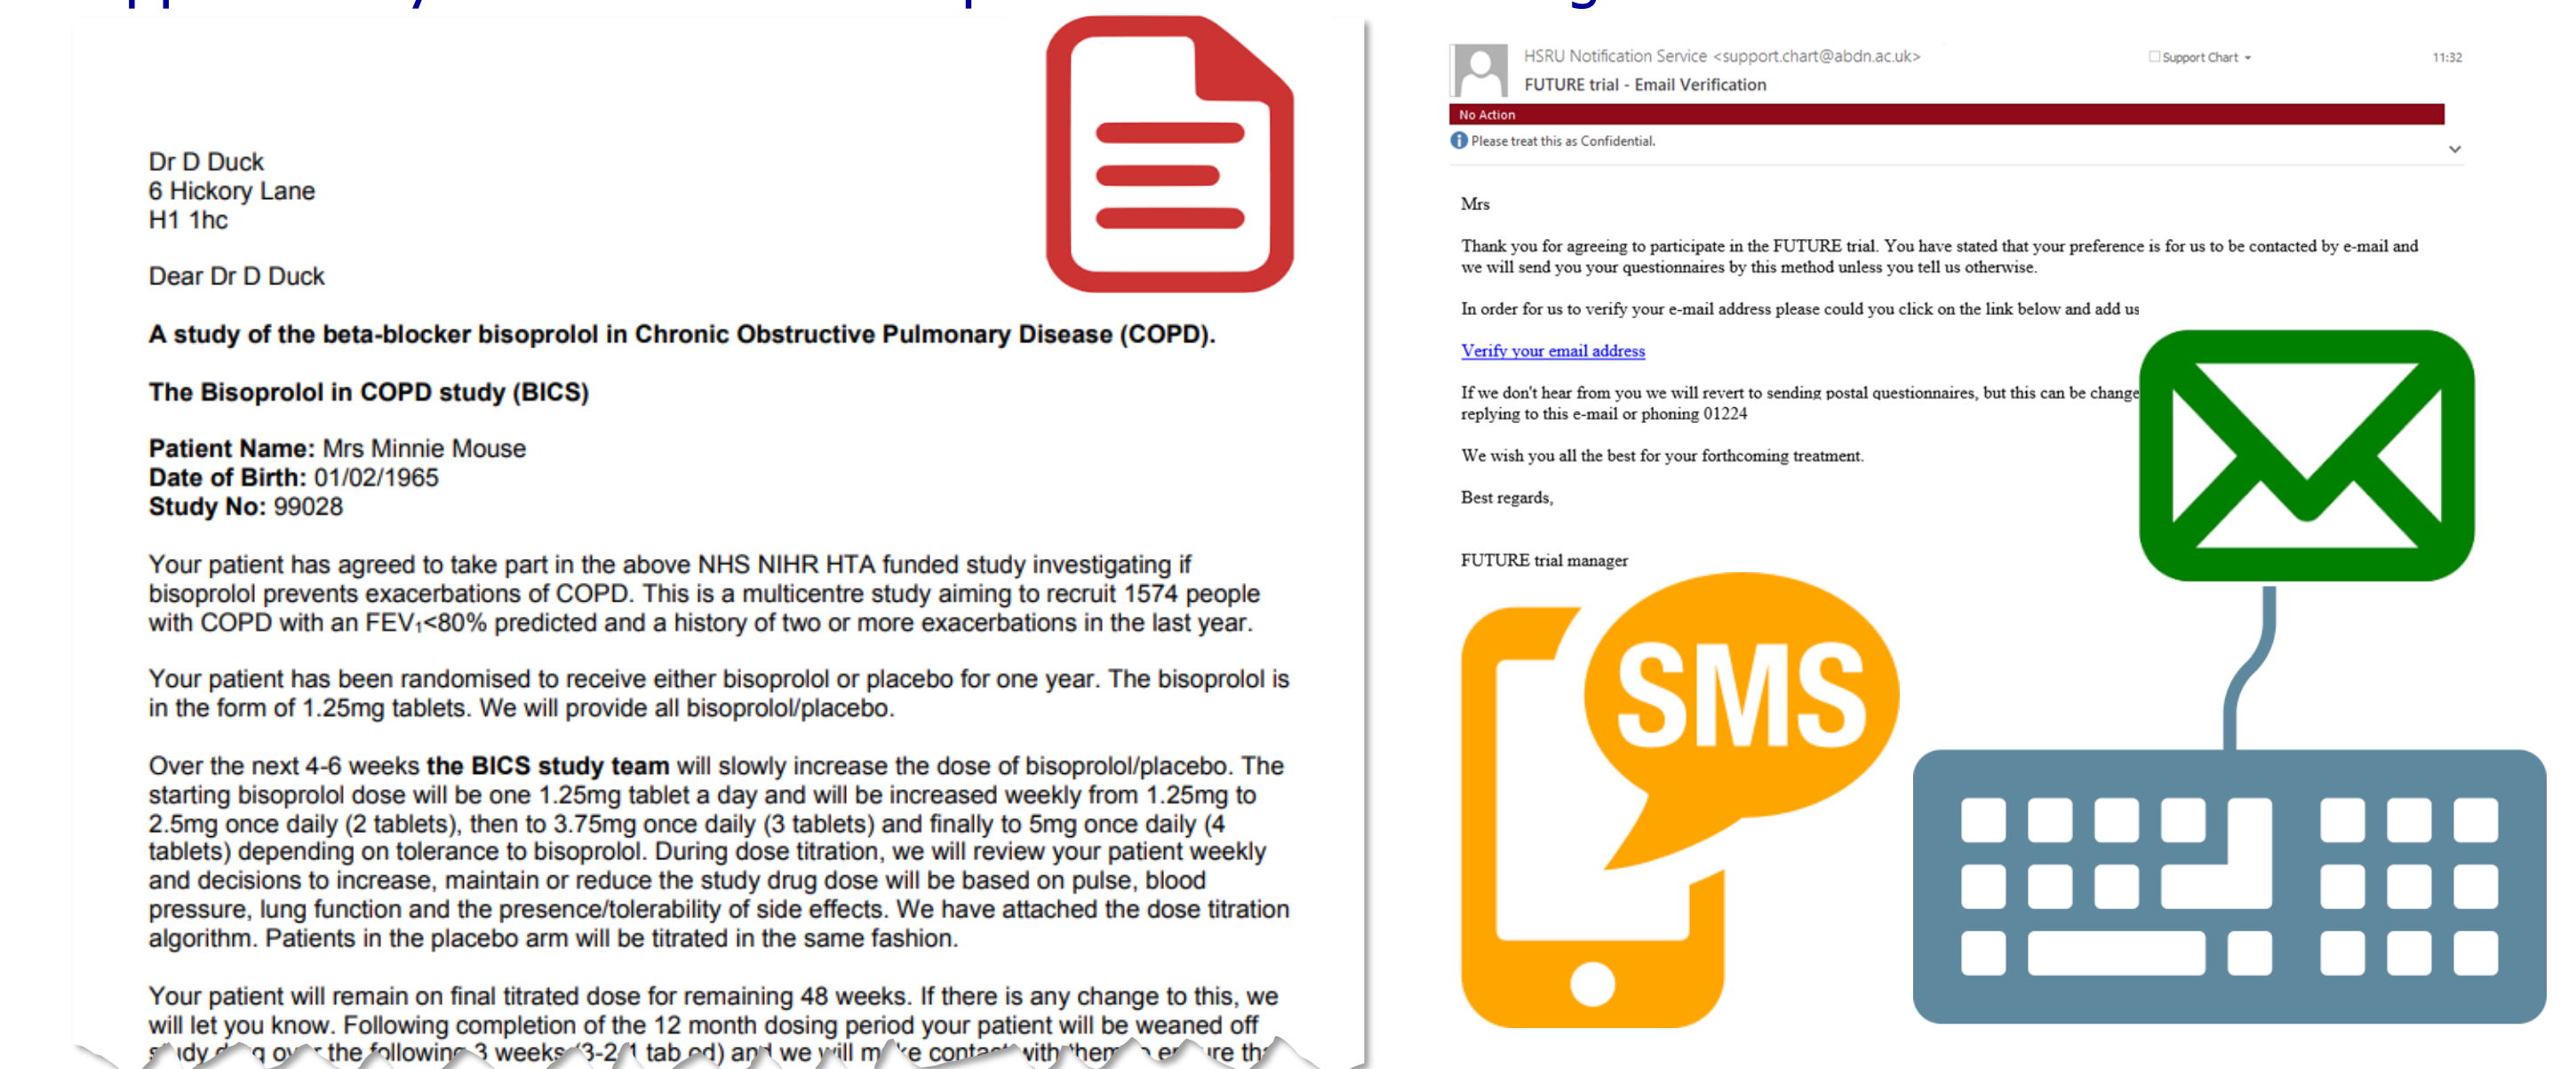 Dr D Duck
6 Hickory Lane
H1 1hc
Dear Dr D Duck
A study of the beta-blocker bisoprolol in Chronic Obstructive Pulmonary Disease (COPD).
The Bisoprolol in COPD study (BICS)
Patient Name: Mrs Minnie Mouse
Date of Birth: 01/02/1965
Study No: 99028
Your patient has agreed to take part in the above NHS NIHR HTA funded study investigating if
bisoprolol prevents exacerbations of COPD. This is a multicentre study aiming to recruit 1574 people
with COPD with an FEV₁<80% predicted and a history of two or more exacerbations in the last year.
Your patient has been randomised to receive either bisoprolol or placebo for one year. The bisoprolol is
in the form of 1.25mg tablets. We will provide all bisoprolol/placebo.
Over the next 4-6 weeks the BICS study team will slowly increase the dose of bisoprolol/placebo. The
starting bisoprolol dose will be one 1.25mg tablet a day and will be increased weekly from 1.25mg to
2.5mg once daily (2 tablets), then to 3.75mg once daily (3 tablets) and finally to 5mg once daily (4
tablets) depending on tolerance to bisoprolol. During dose titration, we will review your patient weekly
and decisions to increase, maintain or reduce the study drug dose will be based on pulse, blood
pressure, lung function and the presence/tolerability of side effects. We have attached the dose titration
algorithm. Patients in the placebo arm will be titrated in the same fashion.
Your patient will remain on final titrated dose for remaining 48 weeks. If there is any change to this, we
will let you know. Following completion of the 12 month dosing period your patient will be weaned off
the following 3 weeks and we will make contact with them
HSRU Notification Service <support.chart@abdn.ac.uk>
Support Chart
11:32
FUTURE trial - Email Verification
No Action
Please treat this as Confidential.
Mrs
Thank you for agreeing to participate in the FUTURE trial. You have stated that your preference is for us to be contacted by e-mail and
we will send you your questionnaires by this method unless you tell us otherwise.
In order for us to verify your e-mail address please could you click on the link below and add us
Verify your email address
If we don't hear from you we will revert to sending postal questionnaires, but this can be change
replying to this e-mail or phoning 01224
We wish you all the best for your forthcoming treatment.
Best regards,
FUTURE trial manager
SMS